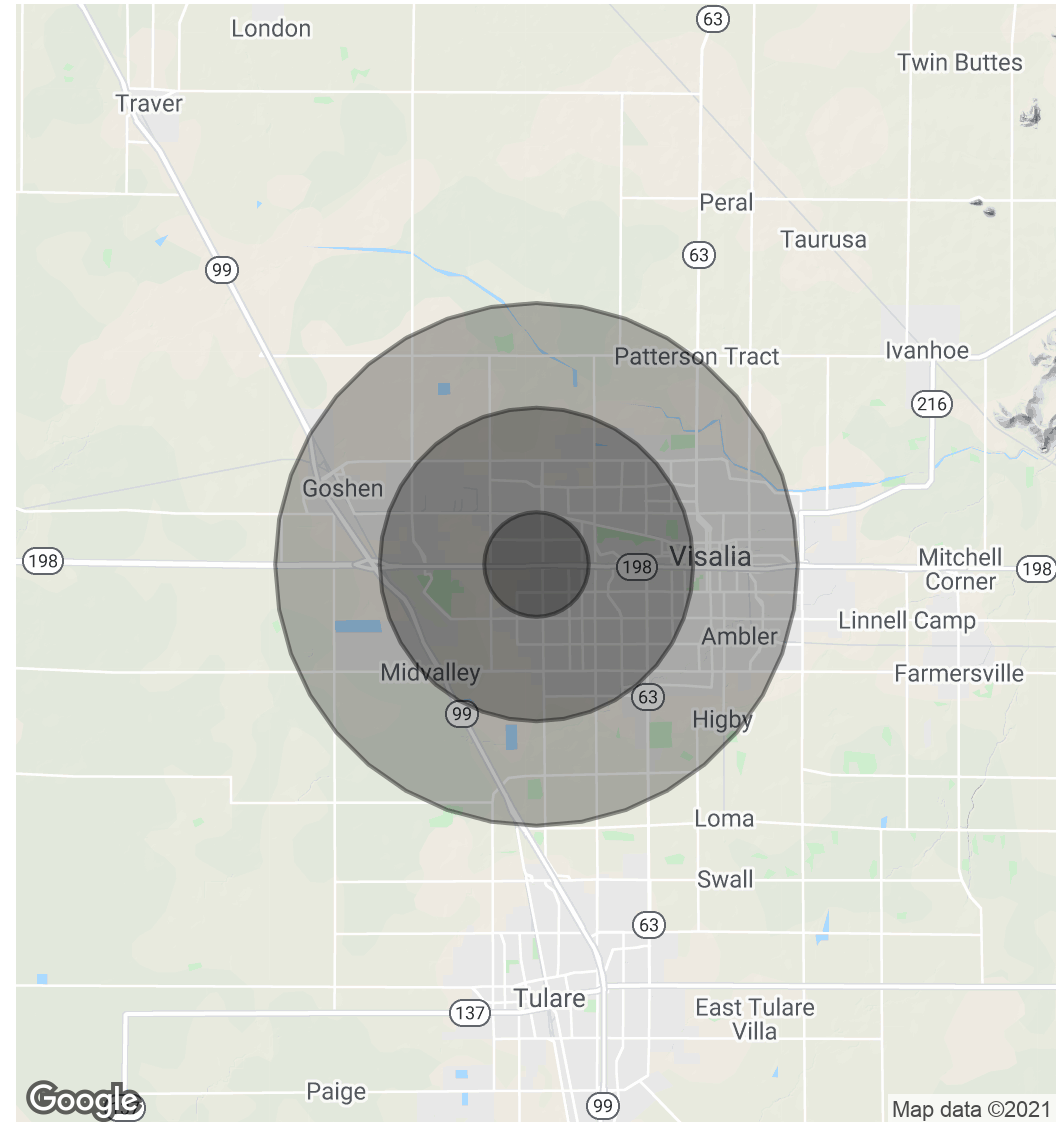 London
63
Twin Buttes
Traver
Peral
Taurusa
63
99
Patterson Tract
Ivanhoe
216
Goshen
198
198
Visalia
Mitchell
Corner
198
Linnell Camp
Ambler
Midvalley
Farmersville
63
99
Higby
Loma
Swall
63
Tulare
137
East Tulare
Villa
Paige
Google
137
99
Map data ©2021